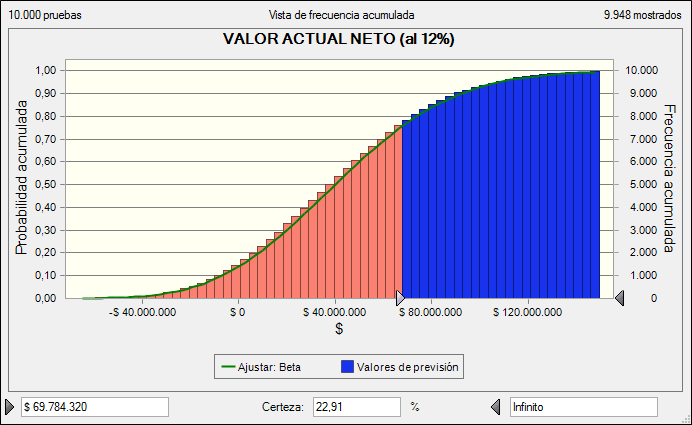 10.000 pruebas
Vista de frecuencia acumulada
9.948 mostrados
VALOR ACTUAL NETO (al 12%)
Probabilidad acumulada
1,00
0,90
0,80
0,70
0,60
0,50
0,40
0,30
0,20
0,10
0,00
10.000
9.000
8.000
7.000
6.000
5.000
4.000
3.000
2.000
1.000
0
Frecuencia acumulada
-$ 40.000.000
$ 0
$ 40.000.000
$ 80.000.000
$ 120.000.000
$
Ajustar: Beta
Valores de previsión
$ 69.784.320
Certeza: 22,91 %
Infinito